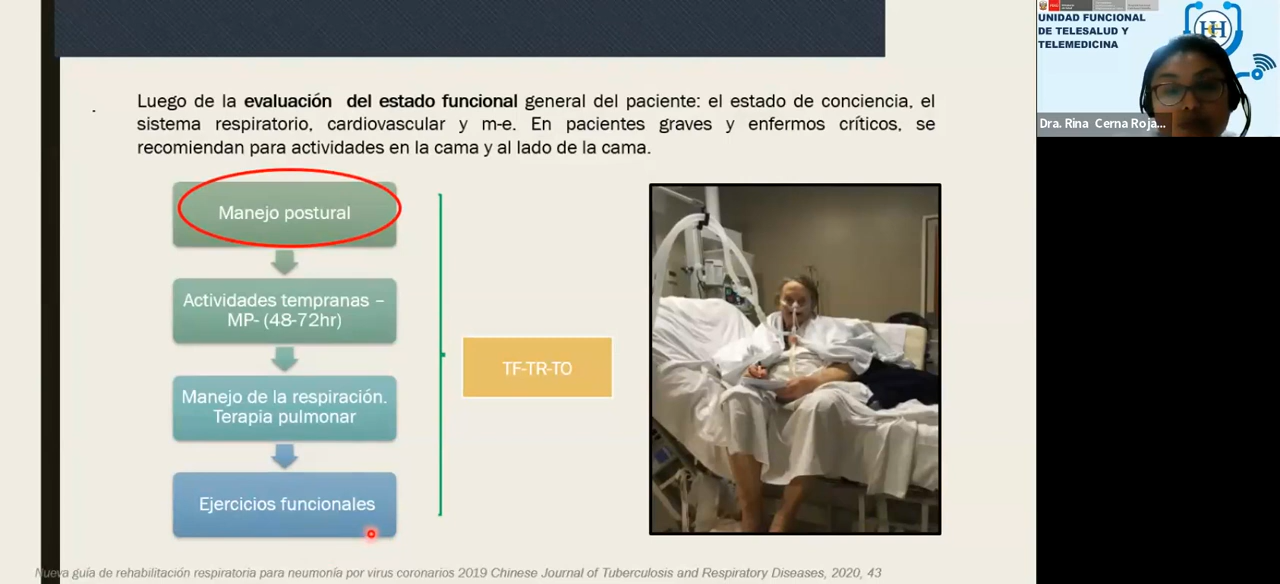 Luego de la evaluación del estado funcional general del paciente: el estado de conciencia, el
sistema respiratorio, cardiovascular y m-e. En pacientes graves y enfermos críticos, se
recomiendan para actividades en la cama y al lado de la cama.
Manejo postural
Actividades tempranas –
MP- (48-72hr)
Manejo de la respiración.
Terapia pulmonar
Ejercicios funcionales
TF-TR-TO
Nueva guía de rehabilitación respiratoria para neumonía por virus coronarios 2019 Chinese Journal of Tuberculosis and Respiratory Diseases, 2020, 43
UNIDAD FUNCIONAL
DE TELESALUD Y
TELEMEDICINA
Dra. Rina Cerna Roja...